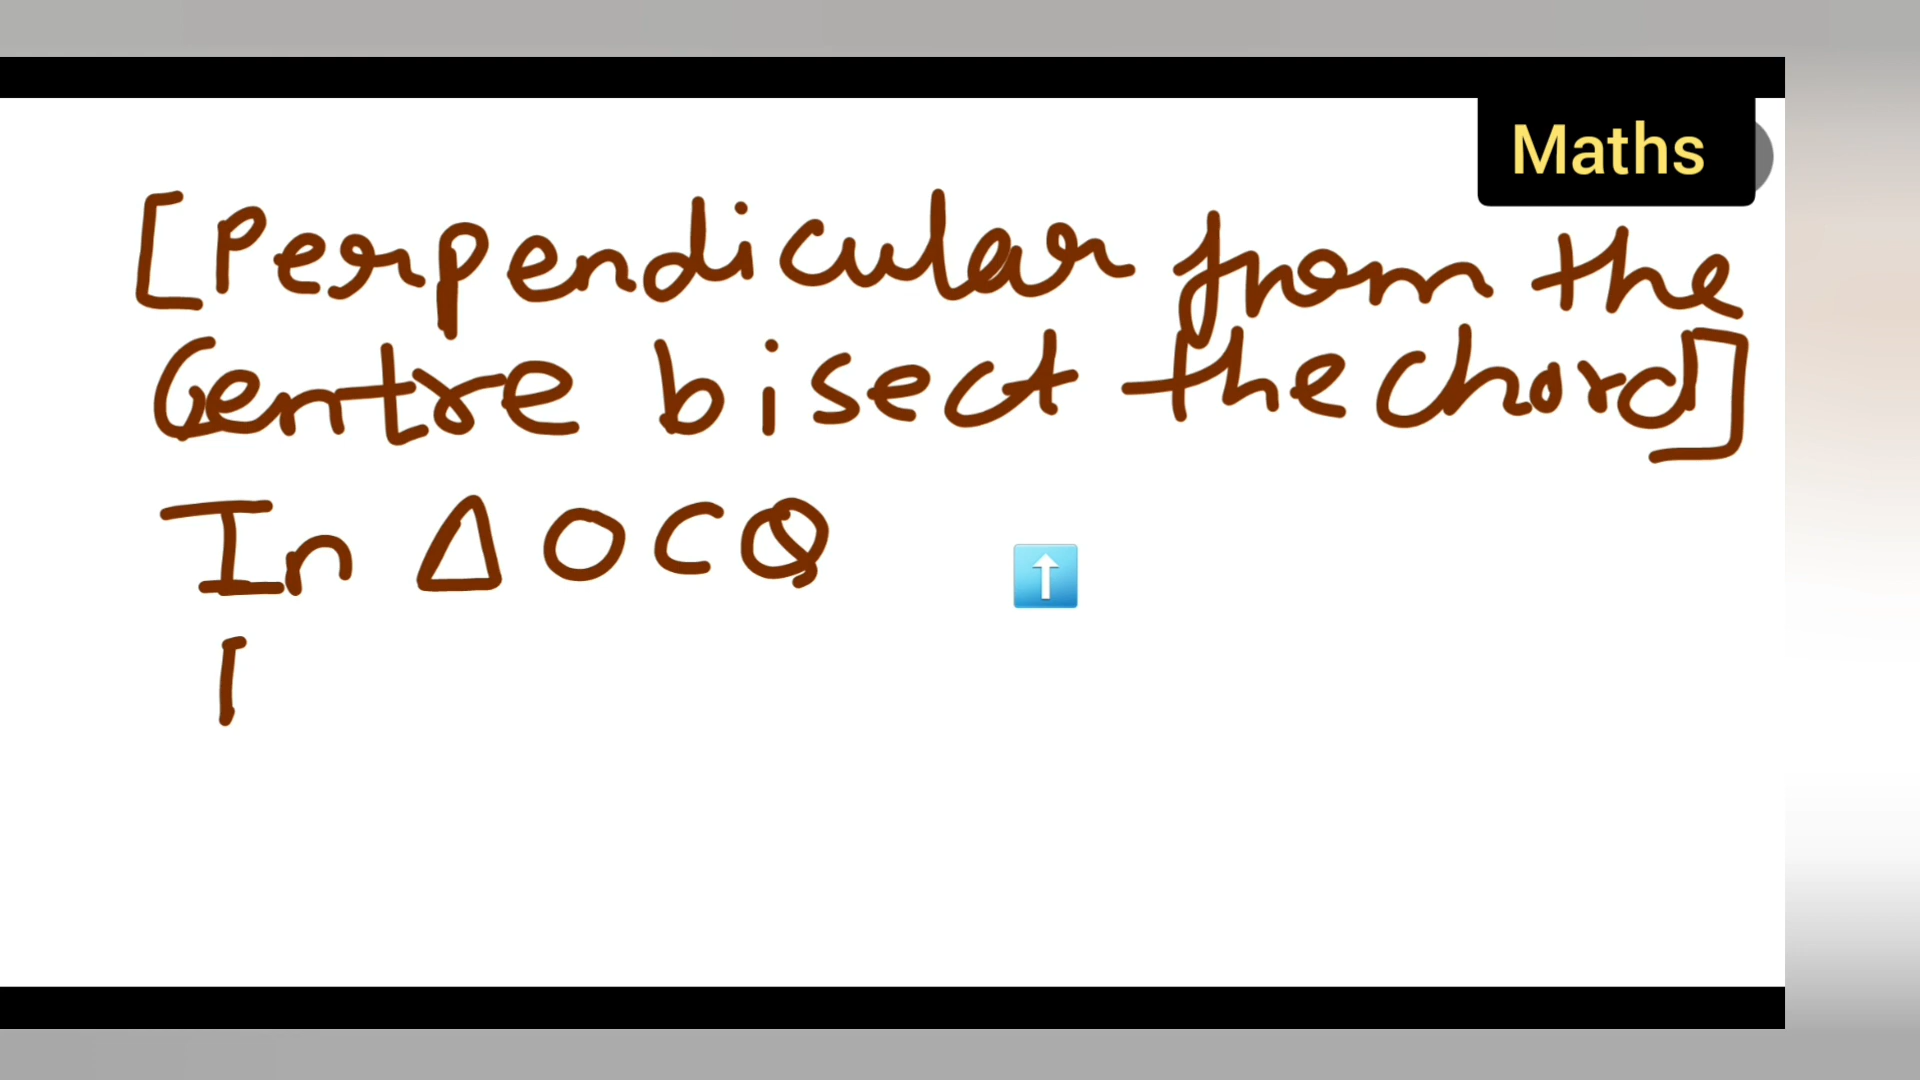 Maths
[Perpendicular from the
Centre bisect the chord]
In Δ OCQ